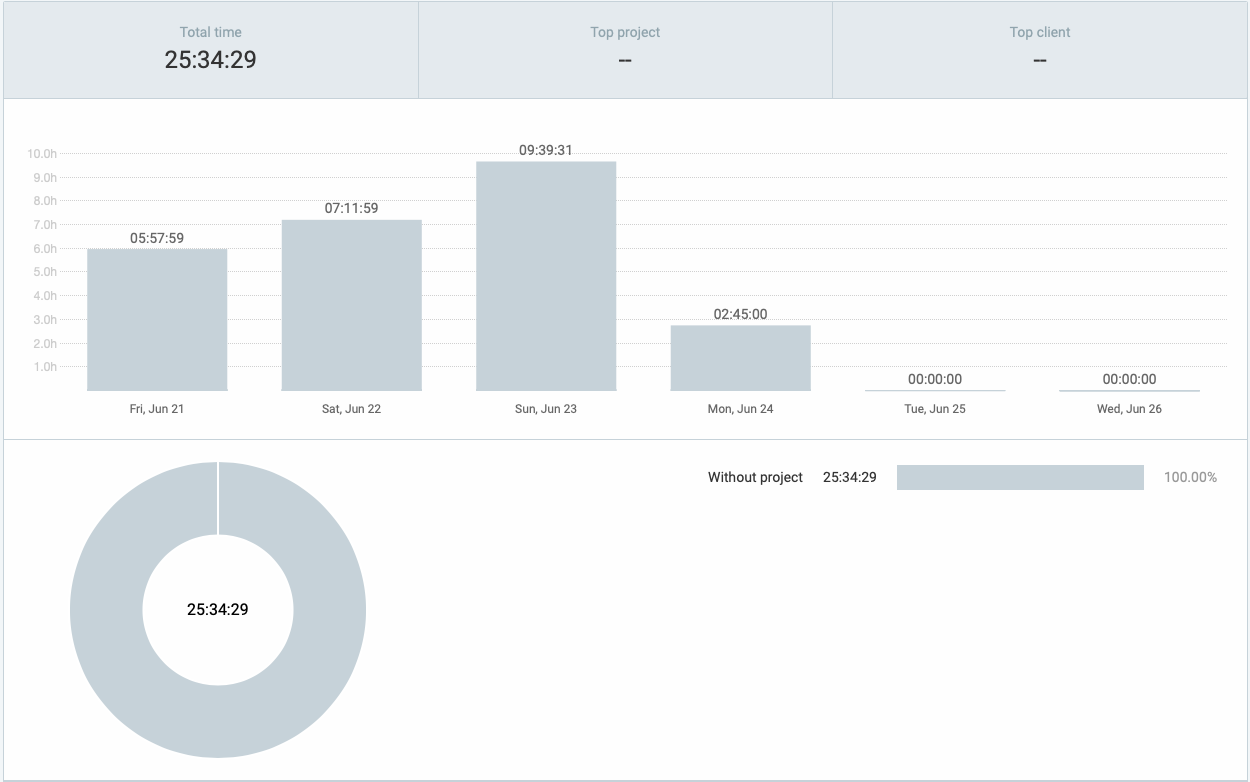 Total time
Top project
Top client
25:34:29
--
--
10.0h
9.0h
8.0h
7.0h
6.0h
5.0h
4.0h
3.0h
2.0h
1.0h
05:57:59
07:11:59
09:39:31
02:45:00
00:00:00
00:00:00
Fri, Jun 21
Sat, Jun 22
Sun, Jun 23
Mon, Jun 24
Tue, Jun 25
Wed, Jun 26
Without project 25:34:29 100.00%
25:34:29